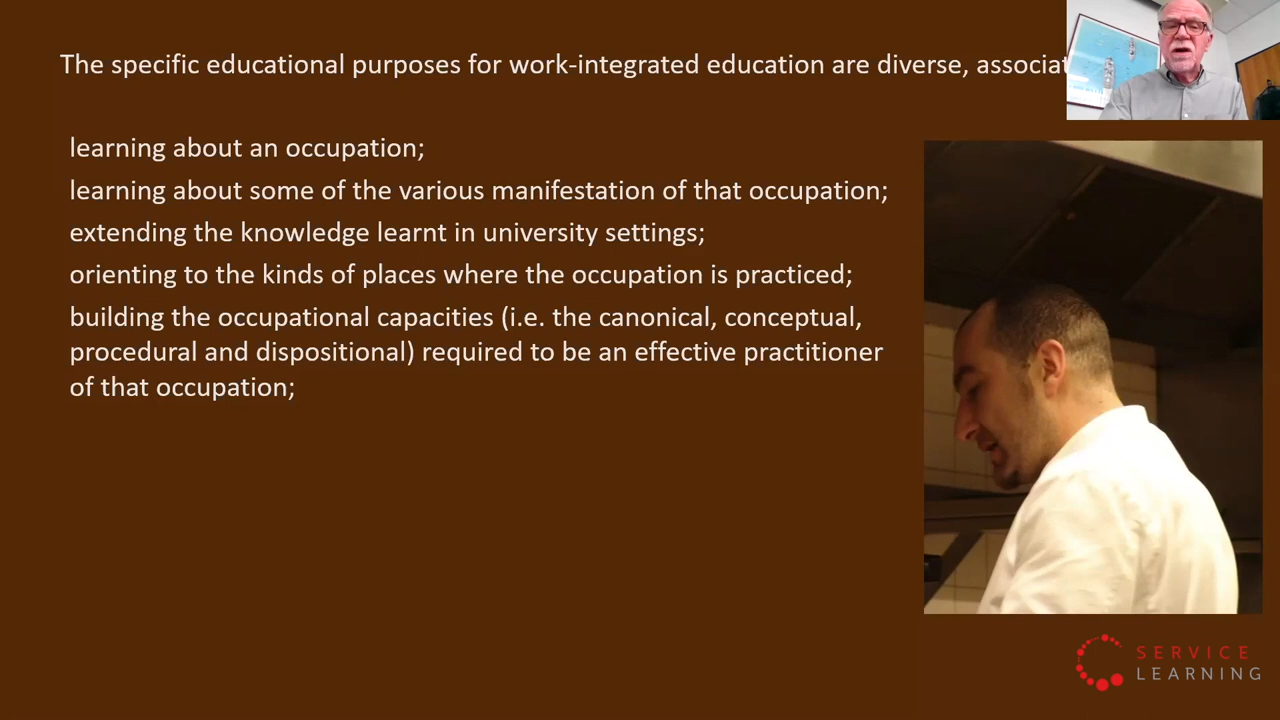 The specific educational purposes for work-integrated education are diverse, associat
learning about an occupation;
learning about some of the various manifestation of that occupation;
extending the knowledge learnt in university settings;
orienting to the kinds of places where the occupation is practiced;
building the occupational capacities (i.e. the canonical, conceptual,
procedural and dispositional) required to be an effective practitioner
of that occupation;
SERVICE
LEARNING